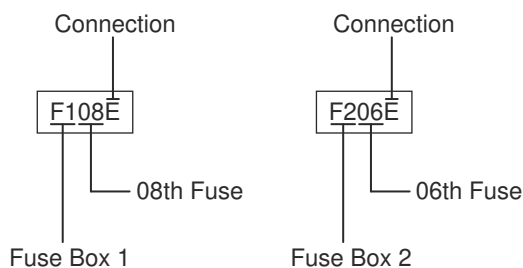 Connection Connection
F108E F206E
08th Fuse 06th Fuse
Fuse Box 1 Fuse Box 2